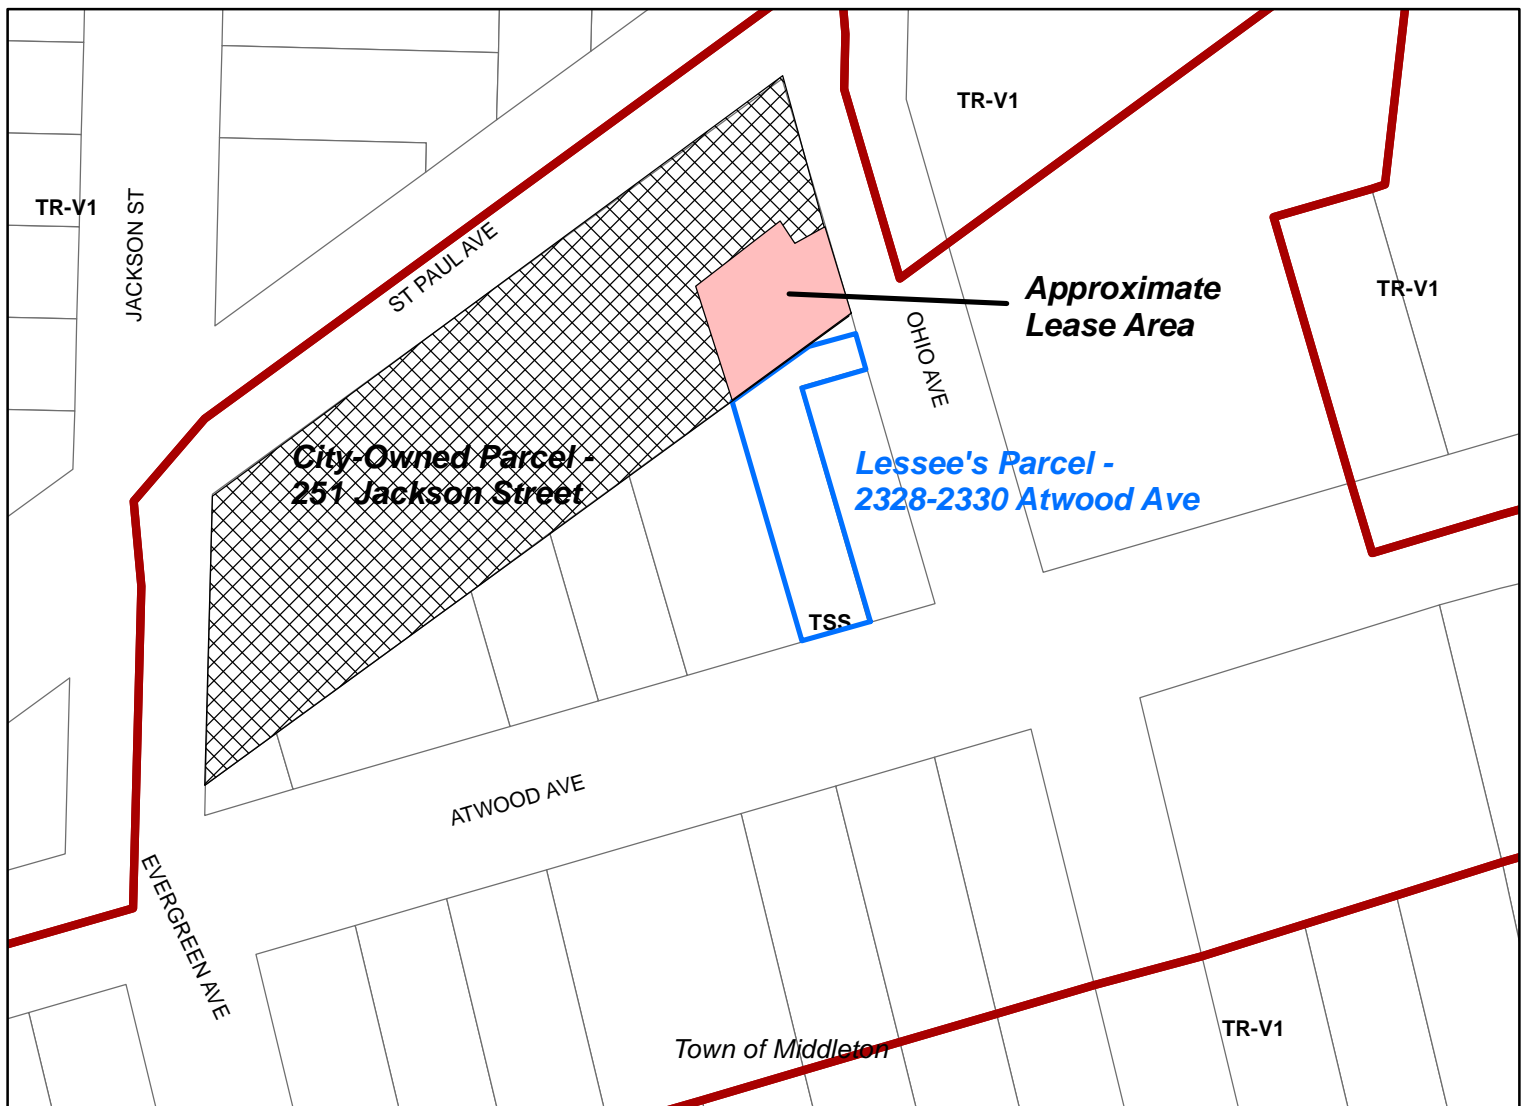 TR-V1
TR-V1
JACKSON ST
ST PAUL AVE
Approximate
Lease Area
TR-V1
OHIO AVE
City-Owned Parcel -
251 Jackson Street
Lessee's Parcel -
2328-2330 Atwood Ave
TSS
ATWOOD AVE
EVERGREEN AVE
Town of Middleton
TR-V1